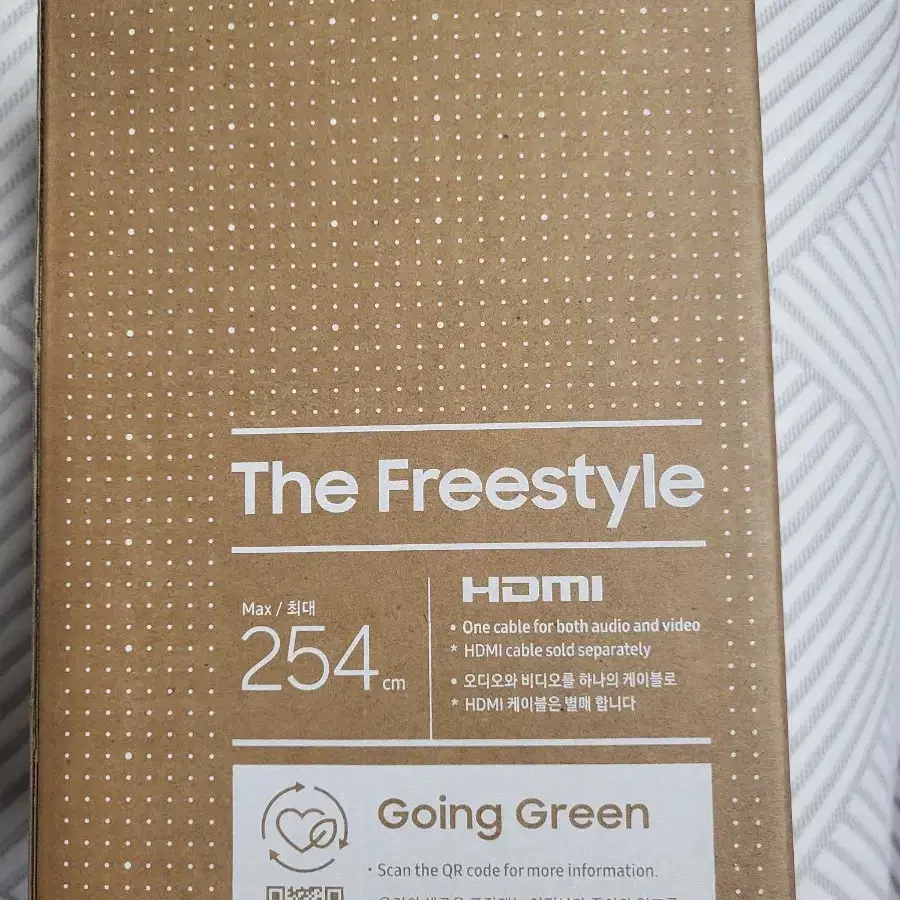 The Freestyle
Max / 최대
254 cm
HDMI
• One cable for both audio and video
* HDMI cable sold separately
• 오디오와 비디오를 하나의 케이블로
* HDMI 케이블은 별매 합니다
Going Green
• Scan the QR code for more information.